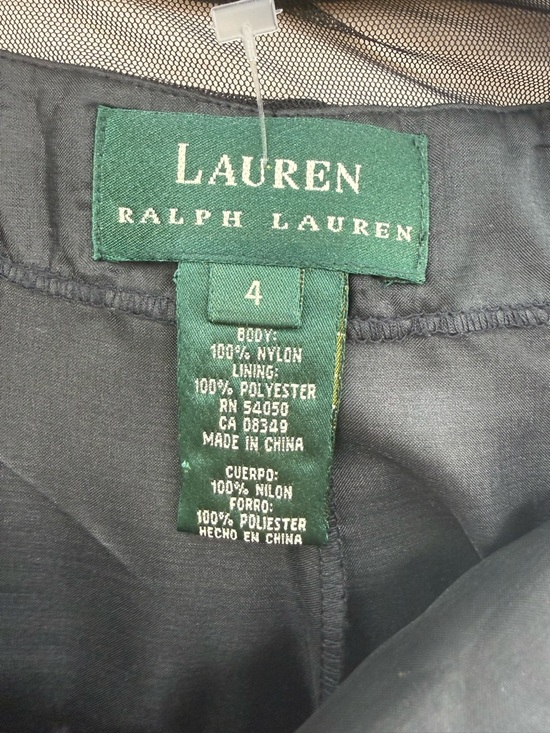 LAUREN
RALPH LAUREN
4
BODY:
100% NYLON
LINING:
100% POLYESTER
RN 54050
CA 08349
MADE IN CHINA
CUERPO:
100% NILON
FORRO:
100% POLIESTER
HECHO EN CHINA